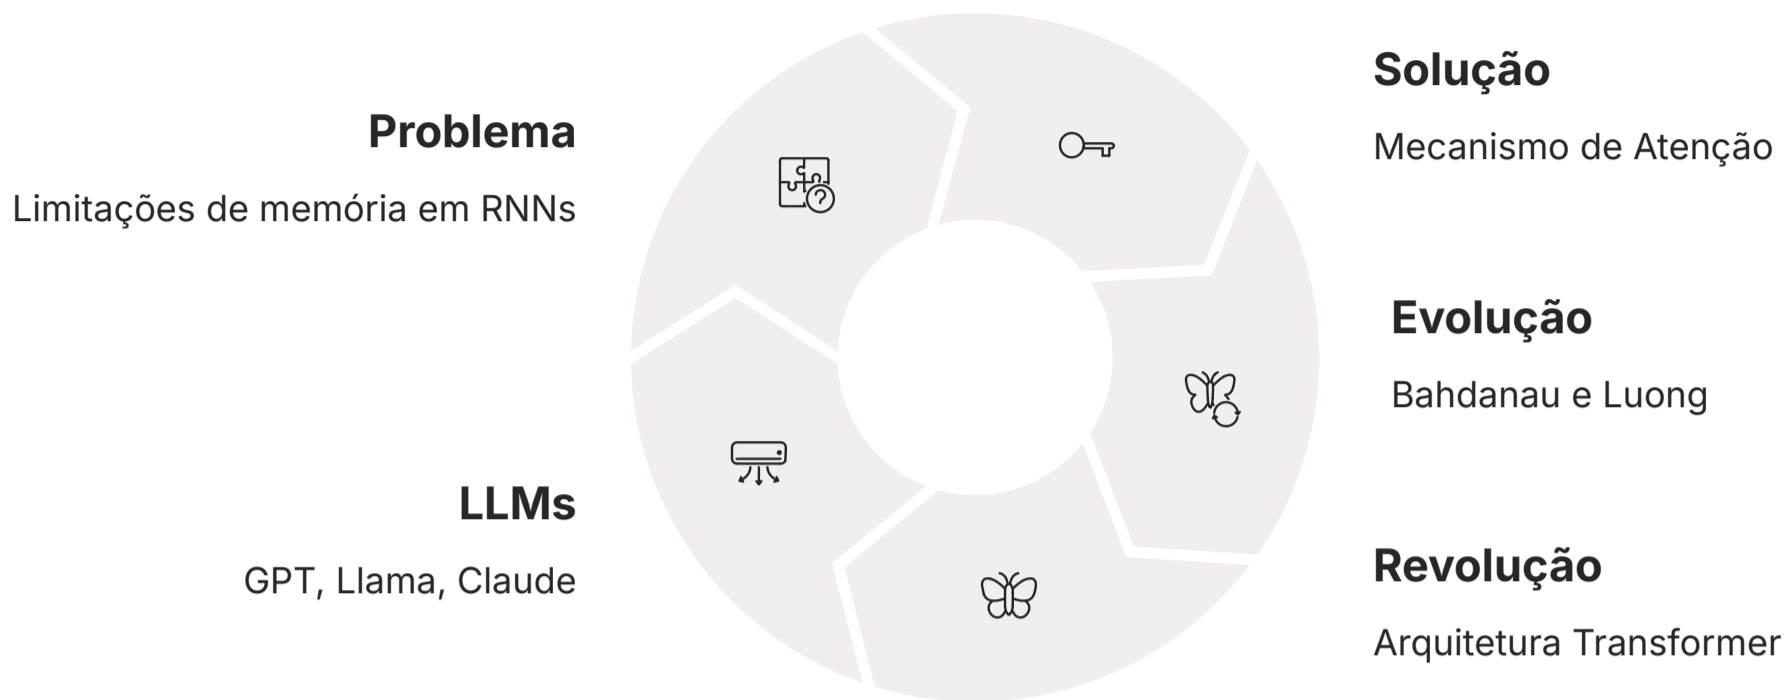 Problema
Limitações de memória em RNNs
Solução
Mecanismo de Atenção
Evolução
Bahdanau e Luong
Revolução
Arquitetura Transformer
LLMs
GPT, Llama, Claude